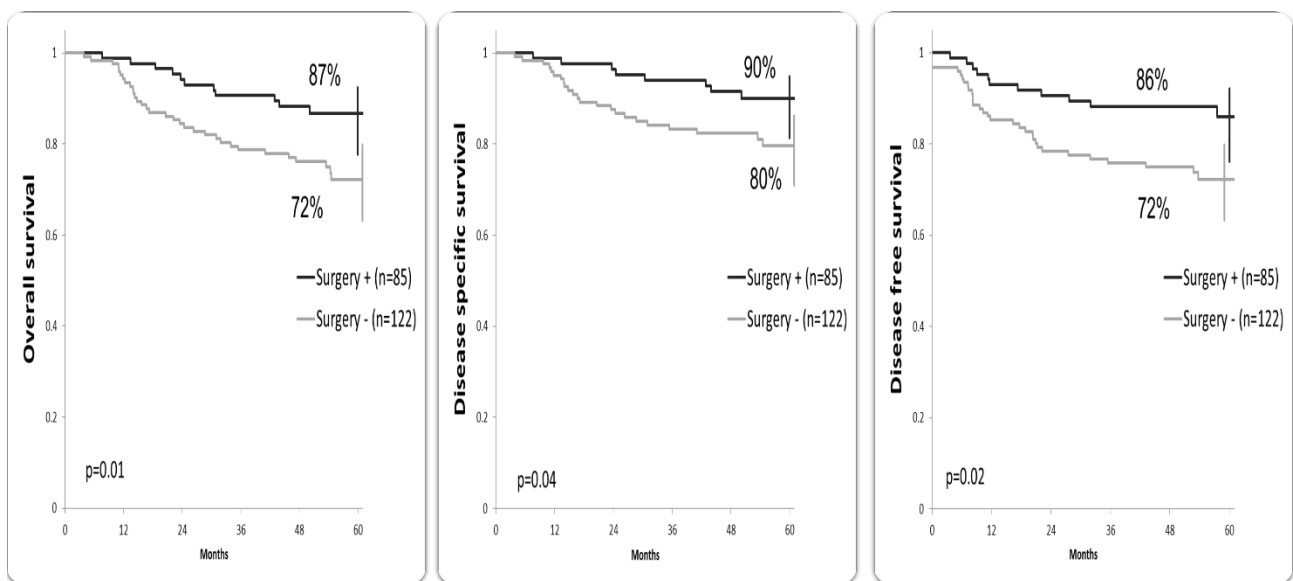 Overall survival
1
0.8
0.6
0.4
0.2
0
87%
72%
Surgery + (n=85)
Surgery - (n=122)
p=0.01
0 12 24 36 48 60
Months
Disease specific survival
1
0.8
0.6
0.4
0.2
0
90%
80%
Surgery + (n=85)
Surgery - (n=122)
p=0.04
0 12 24 36 48 60
Months
Disease free survival
1
0.8
0.6
0.4
0.2
0
86%
72%
Surgery + (n=85)
Surgery - (n=122)
p=0.02
0 12 24 36 48 60
Months